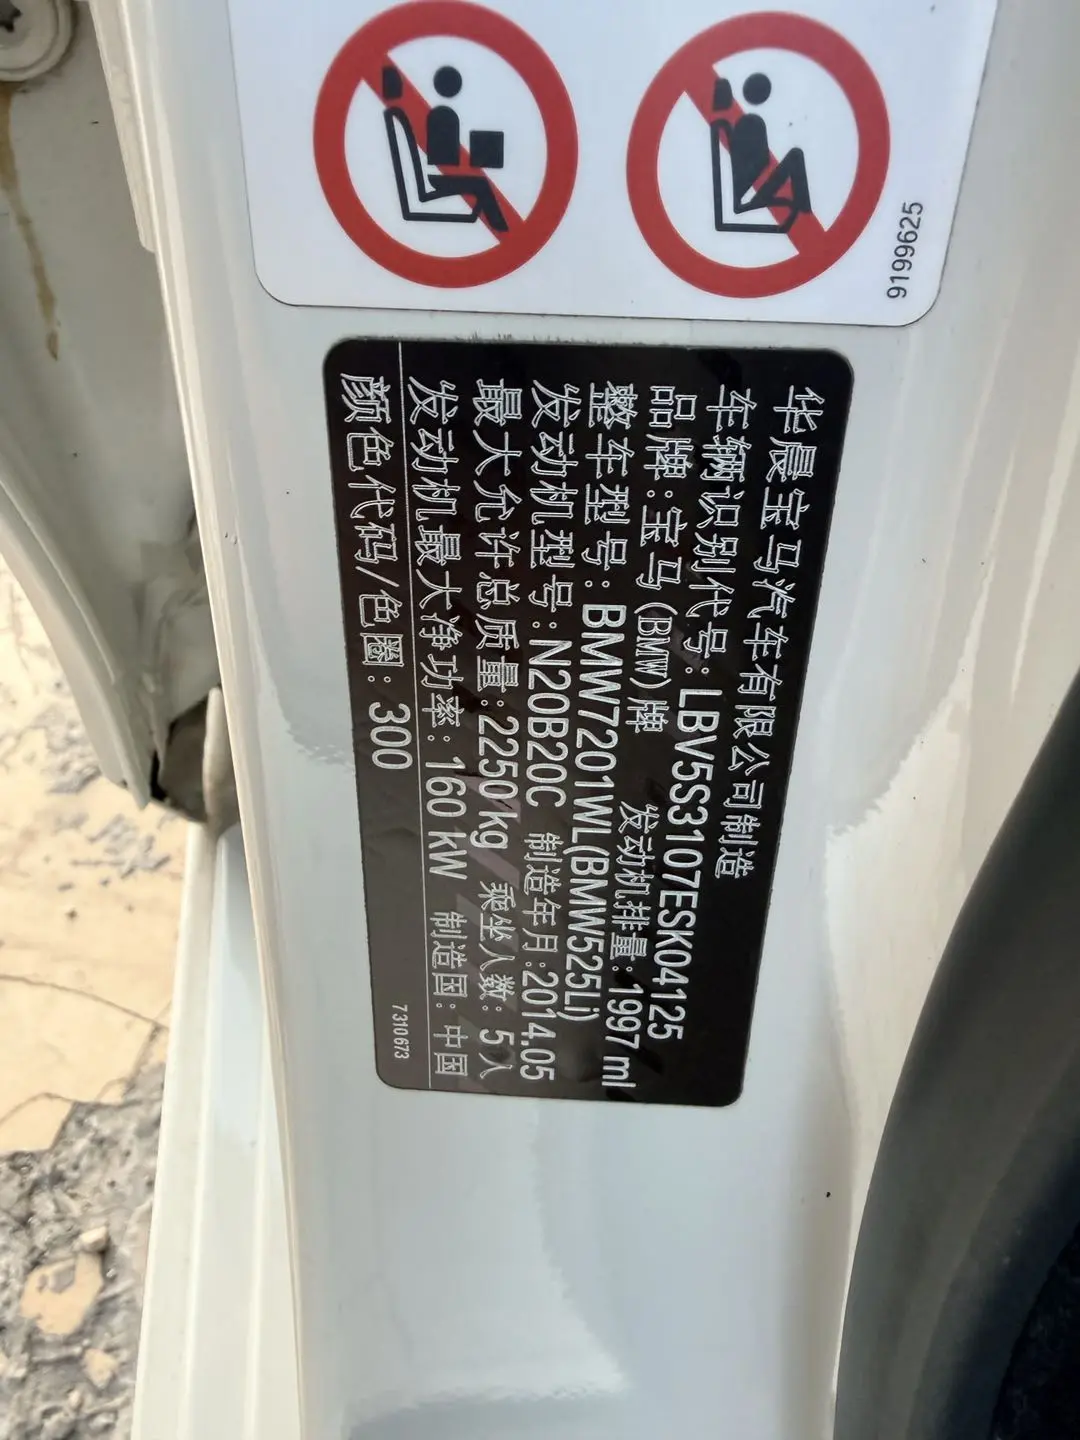 9199625
华晨宝马汽车有限公司制造
车辆识别代号：LBV5S3107ESK04125
品牌：宝马(BMW)牌 发动机排量：1997 ml
整车型号：BMW7201WL(BMW525Li)
发动机型号：N20B20C 制造年月：2014.05
最大允许总质量：2250kg 乘坐人数：5人
发动机最大净功率：160 kW 制造国：中国
颜色代码/色圈：300
7310673